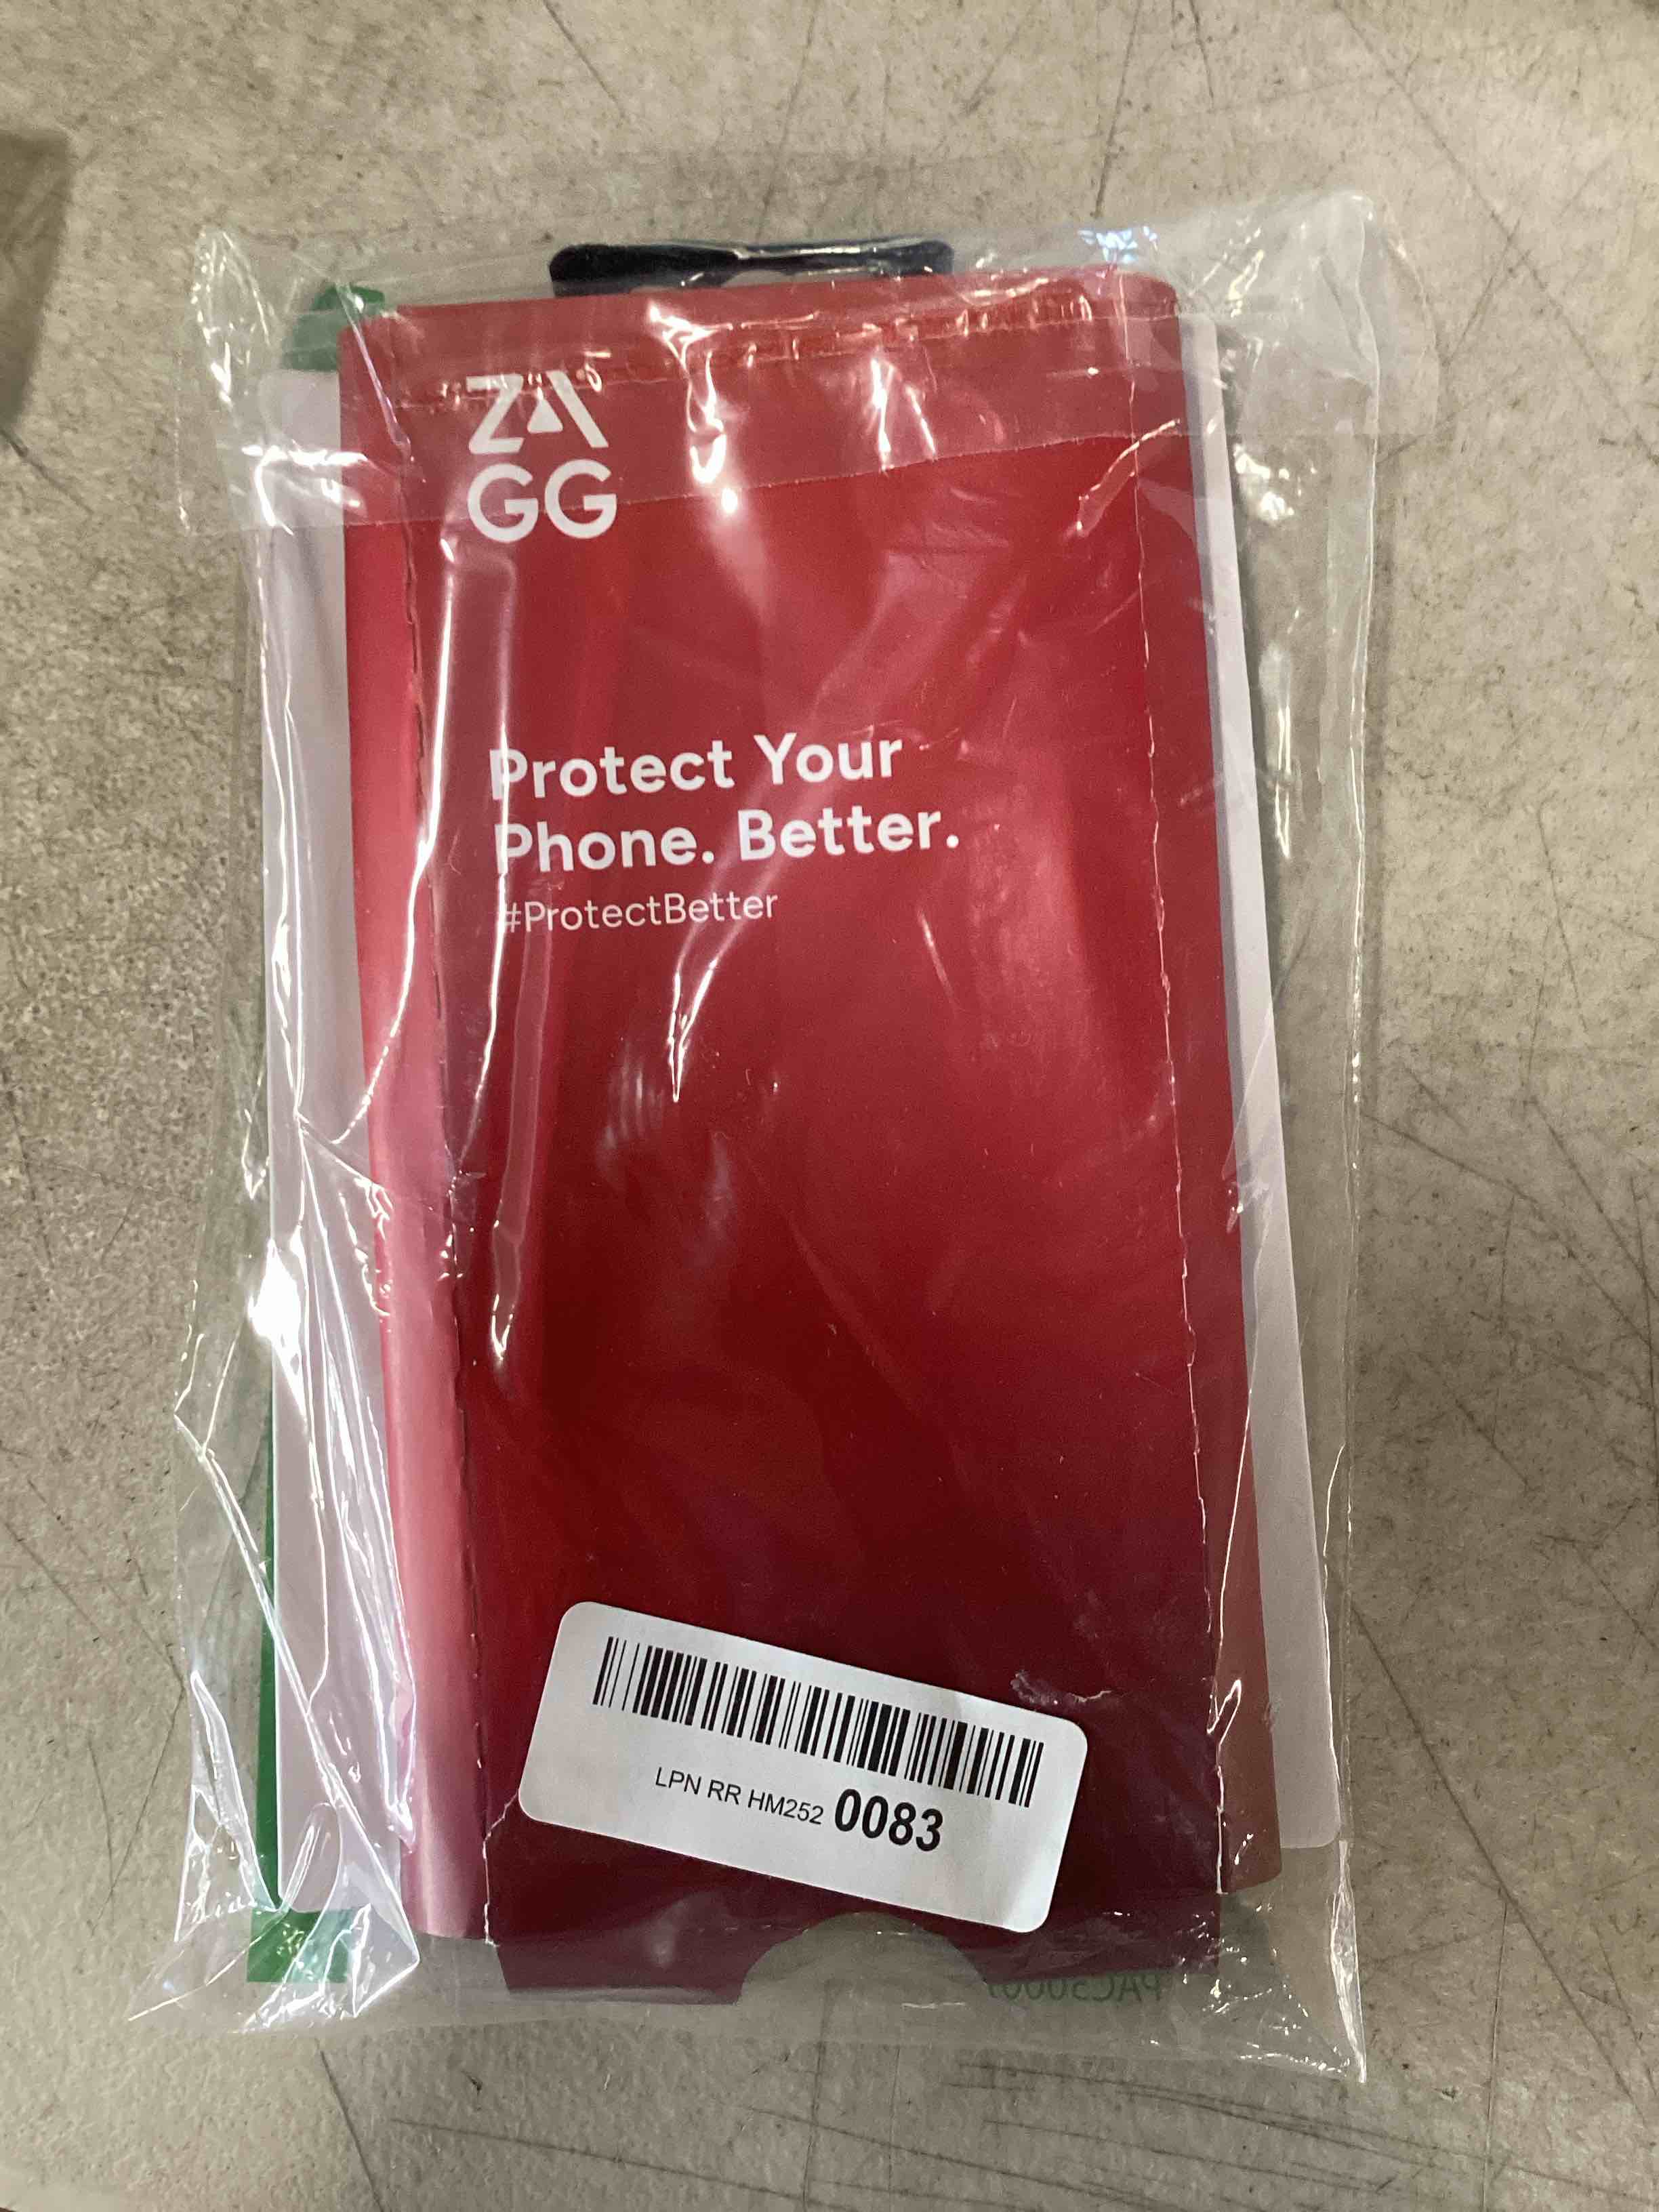 ZAGG
Protect Your
Phone. Better.
#ProtectBetter
LPN RR HM252 0083